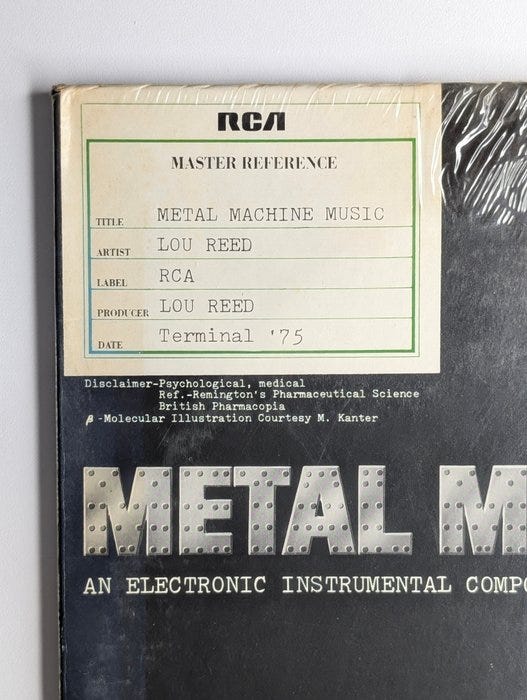 RCA
MASTER REFERENCE
TITLE METAL MACHINE MUSIC
ARTIST LOU REED
LABEL RCA
PRODUCER LOU REED
DATE Terminal '75
Disclaimer-Psychological, medical
Ref.-Remington's Pharmaceutical Science
British Pharmacopia
β-Molecular Illustration Courtesy M. Kanter
METAL M
AN ELECTRONIC INSTRUMENTAL COMPO